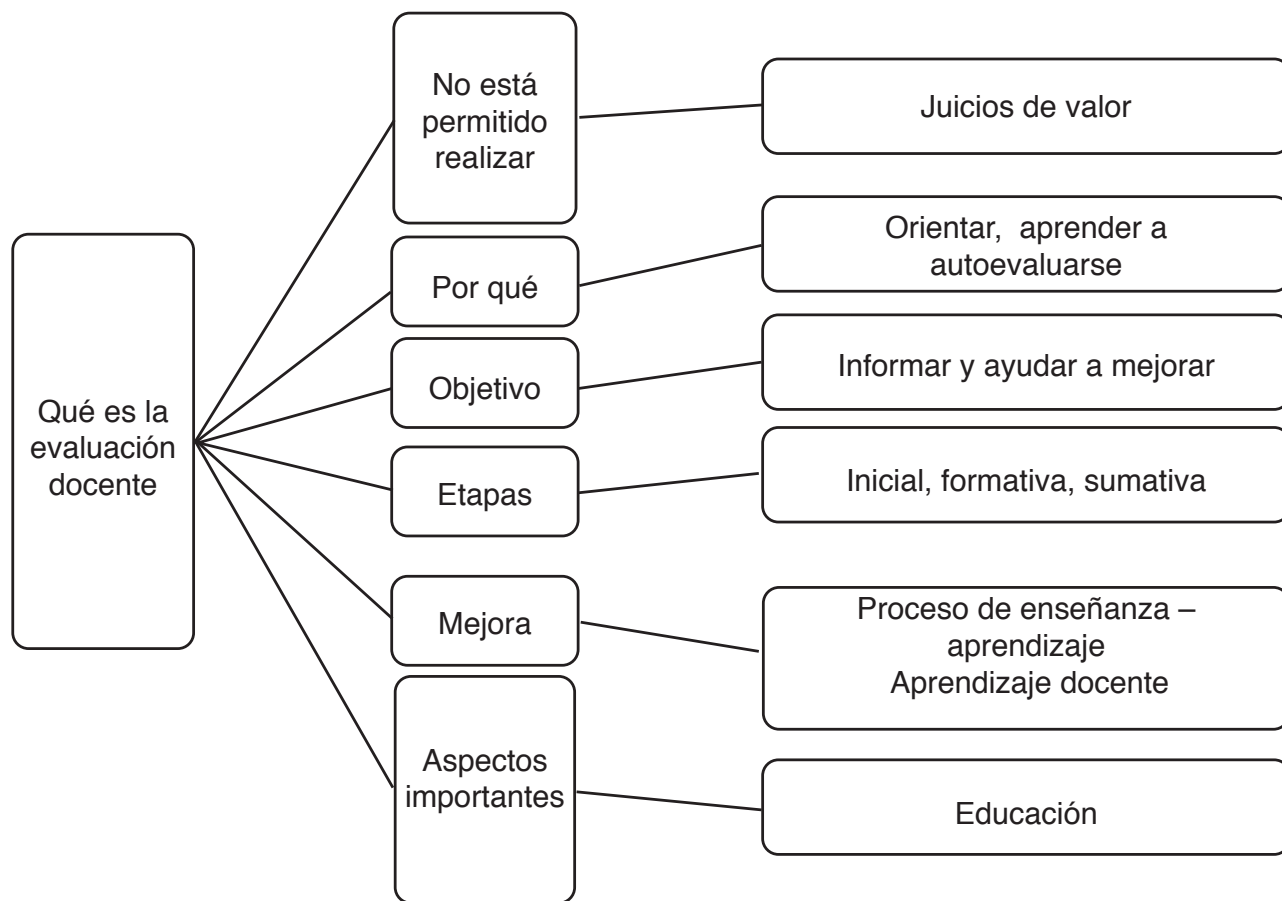 Qué es la
evaluación
docente
No está
permitido
realizar
Juicios de valor
Por qué
Orientar, aprender a
autoevaluarse
Objetivo
Informar y ayudar a mejorar
Etapas
Inicial, formativa, sumativa
Mejora
Proceso de enseñanza –
aprendizaje
Aprendizaje docente
Aspectos
importantes
Educación